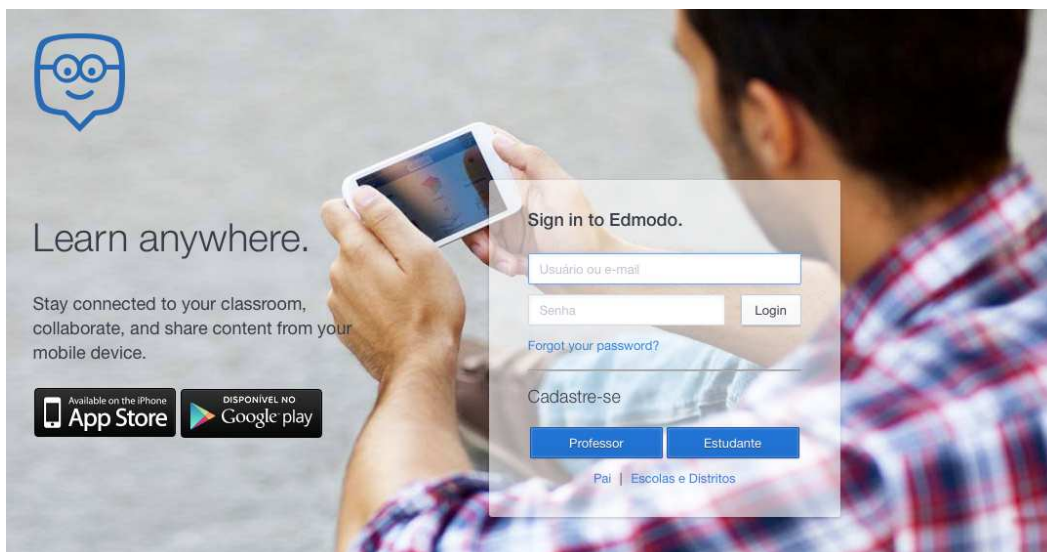 Learn anywhere.
Stay connected to your classroom,
collaborate, and share content from your
mobile device.
Available on the iPhone
App Store
DISPONÍVEL NO
Google play
Sign in to Edmodo.
Usuário ou e-mail
Senha
Login
Forgot your password?
Cadastre-se
Professor
Estudante
Pai | Escolas e Distritos